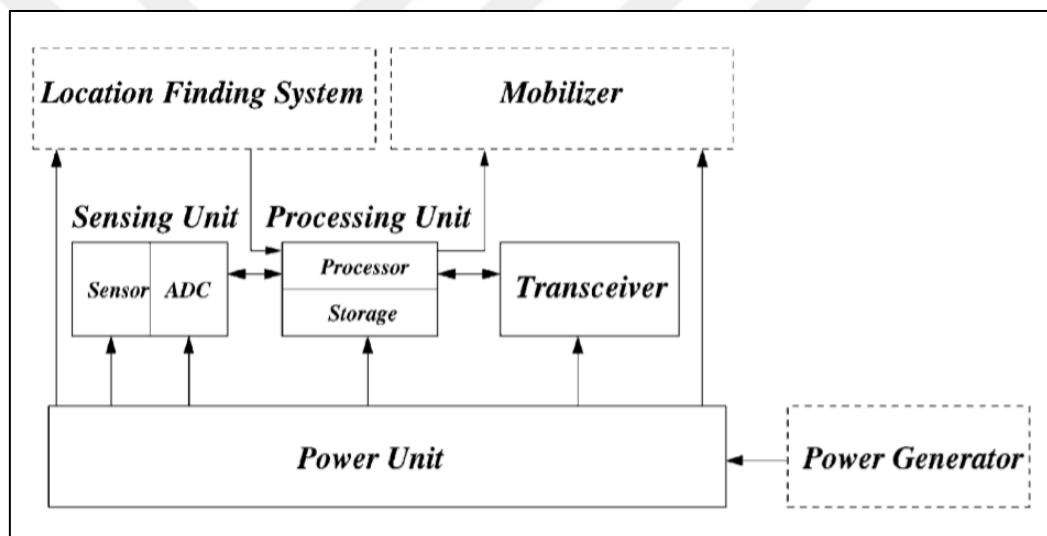 Location Finding System
Mobilizer
Sensing Unit
Processing Unit
Sensor
ADC
Processor
Storage
Transceiver
Power Unit
Power Generator